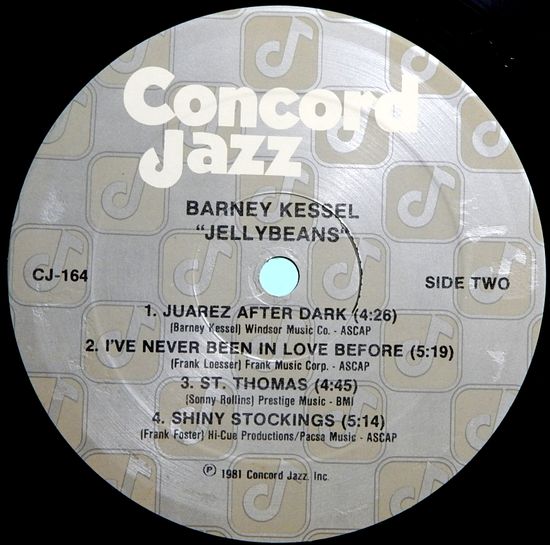 Concord
Jazz
BARNEY KESSEL
"JELLYBEANS"
CJ-164
SIDE TWO
1. JUAREZ AFTER DARK (4:26)
(Barney Kessel) Windsor Music Co. - ASCAP
2. I'VE NEVER BEEN IN LOVE BEFORE (5:19)
(Frank Loesser) Frank Music Corp. - ASCAP
3. ST. THOMAS (4:45)
(Sonny Rollins) Prestige Music - BMI
4. SHINY STOCKINGS (5:14)
(Frank Foster) Hi-Cue Productions/Pacsa Music - ASCAP
℗ 1981 Concord Jazz, Inc.